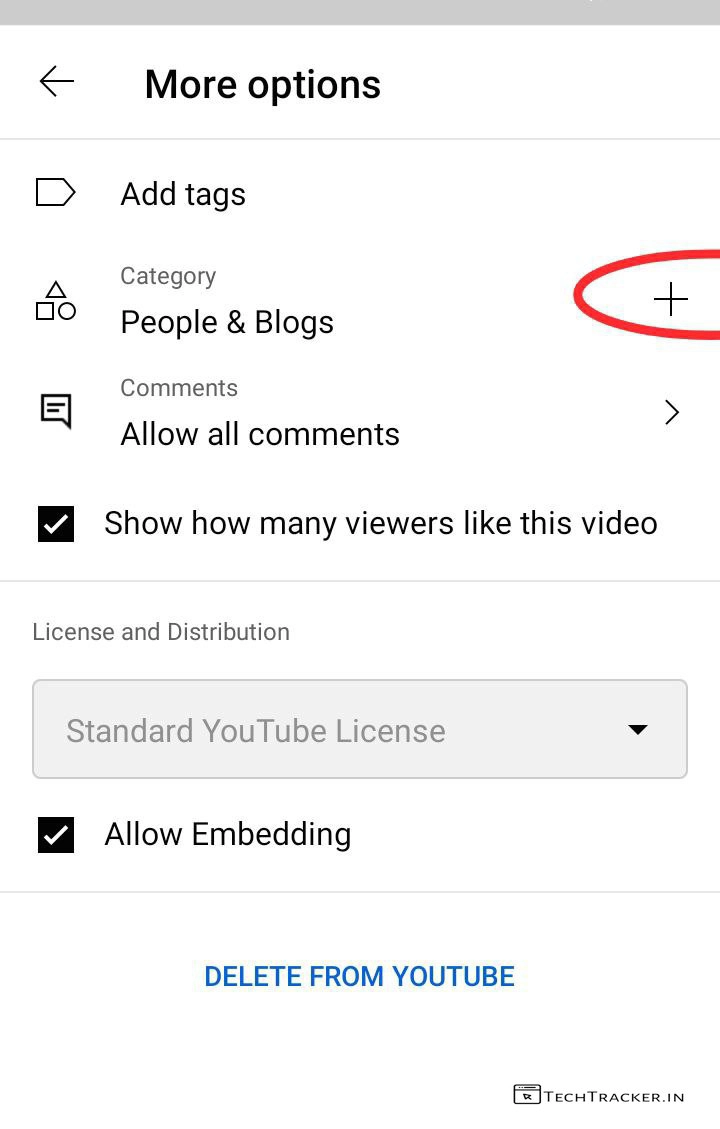 More options
Add tags
Category
People & Blogs
Comments
Allow all comments
Show how many viewers like this video
License and Distribution
Standard YouTube License
Allow Embedding
DELETE FROM YOUTUBE
TECHTRACKER.IN